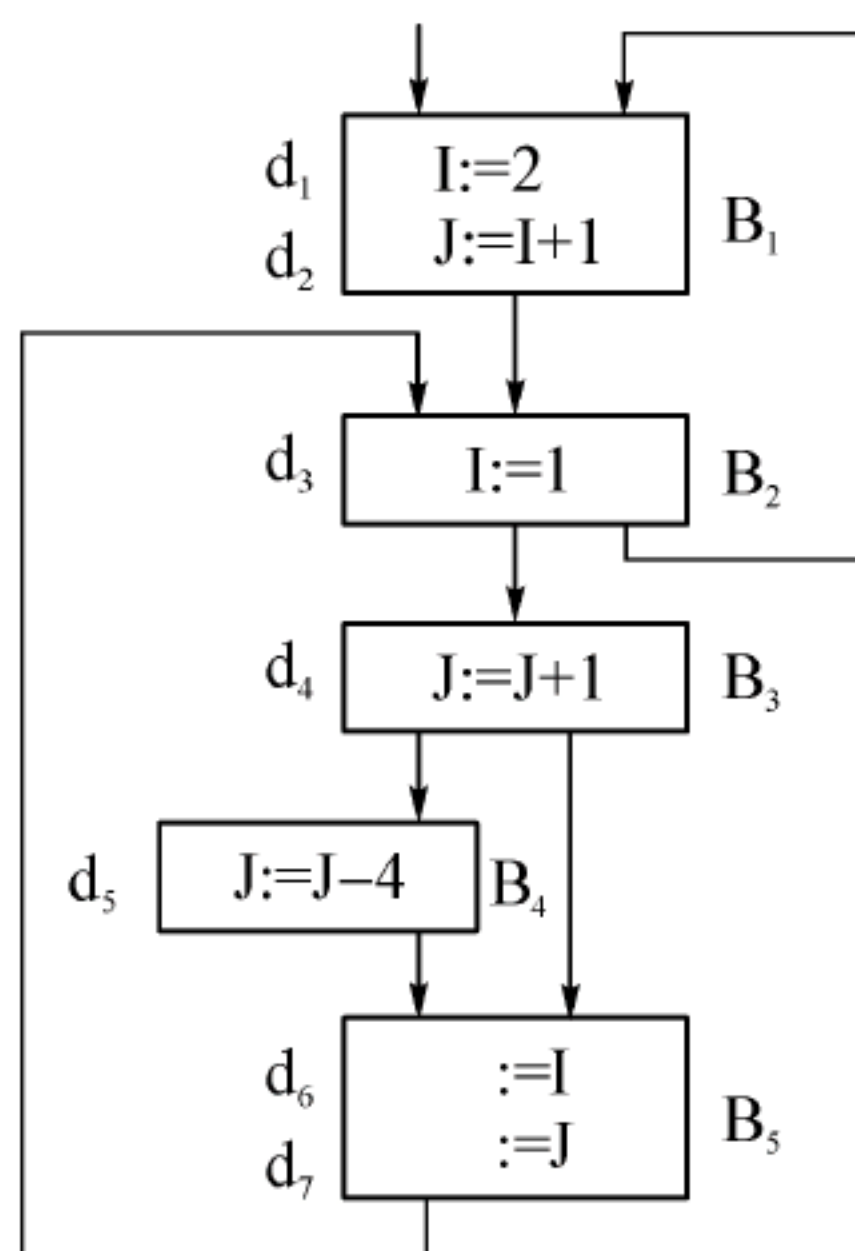 d₁ I:=2
B₁
d₂ J:=I+1
d₃ I:=1 B₂
d₄ J:=J+1 B₃
d₅ J:=J–4 B₄
d₆ :=I
B₅
d₇ :=J